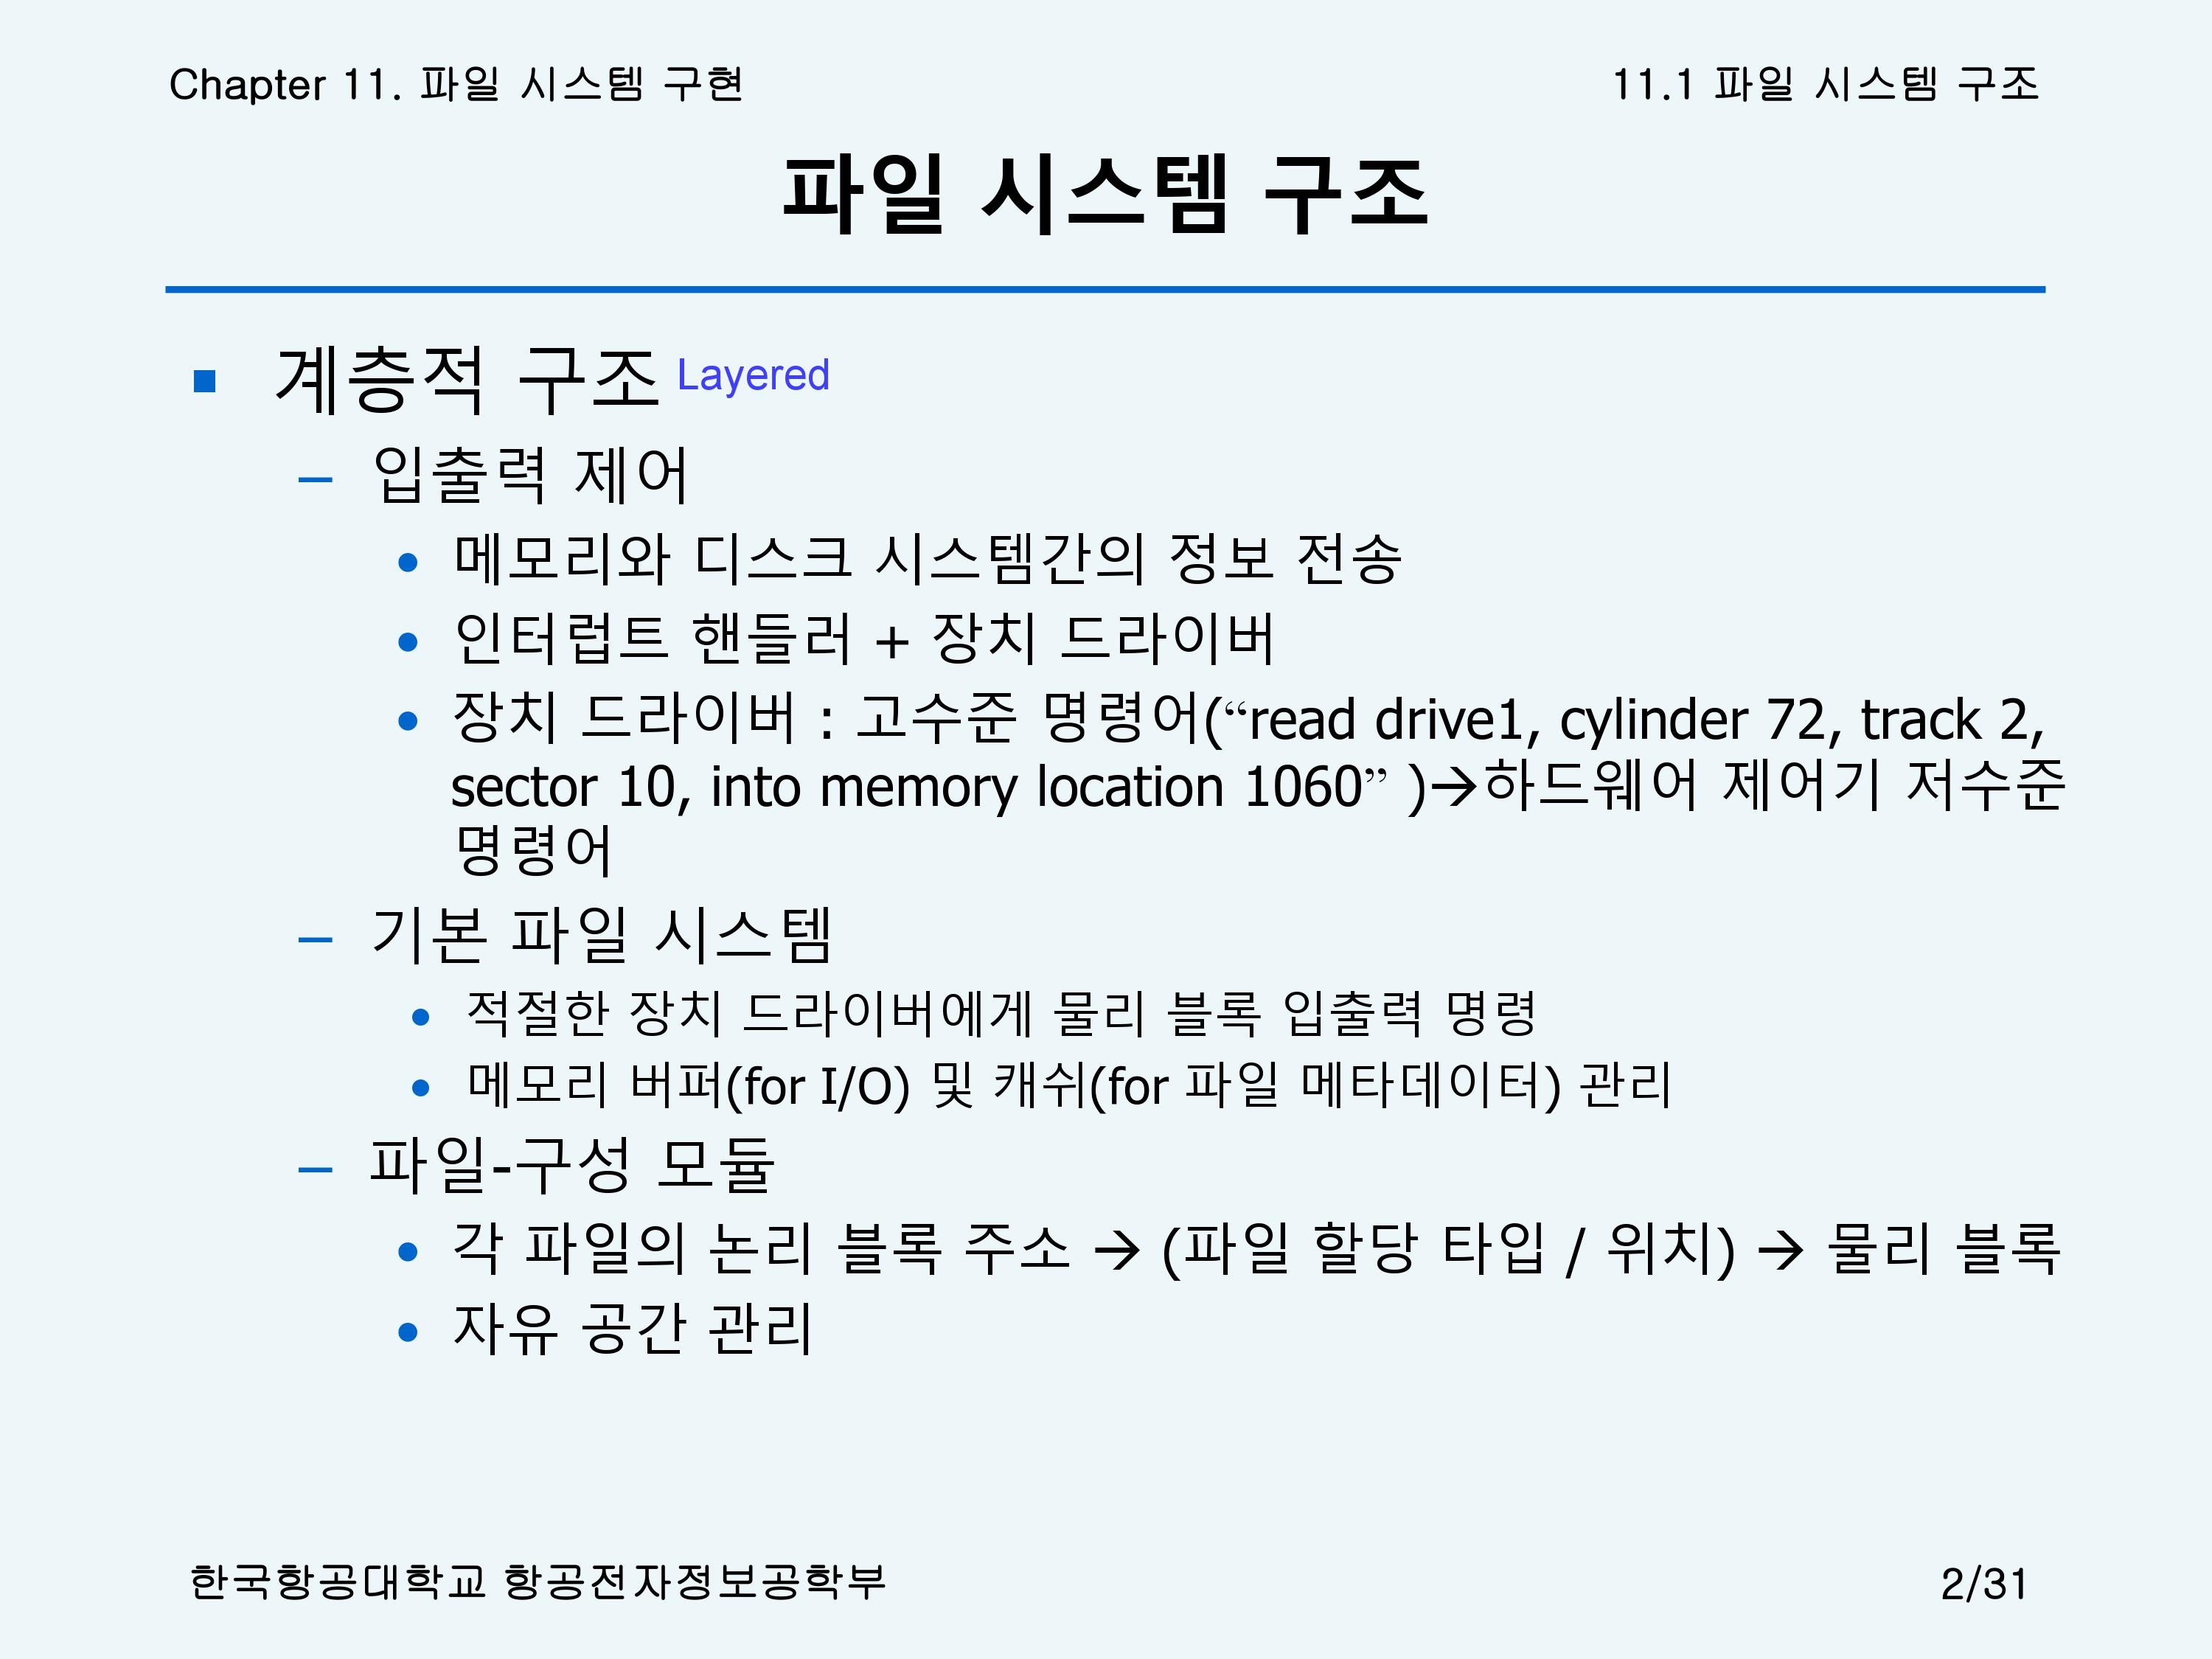 Chapter 11. 파일 시스템 구현
11.1 파일 시스템 구조
파일 시스템 구조
▪ 계층적 구조 Layered
– 입출력 제어
• 메모리와 디스크 시스템간의 정보 전송
• 인터럽트 핸들러 + 장치 드라이버
• 장치 드라이버 : 고수준 명령어(“read drive1, cylinder 72, track 2,
sector 10, into memory location 1060” )→하드웨어 제어기 저수준
명령어
– 기본 파일 시스템
• 적절한 장치 드라이버에게 물리 블록 입출력 명령
• 메모리 버퍼(for I/O) 및 캐쉬(for 파일 메타데이터) 관리
– 파일-구성 모듈
• 각 파일의 논리 블록 주소 → (파일 할당 타입 / 위치) → 물리 블록
• 자유 공간 관리
한국항공대학교 항공전자정보공학부
2/31